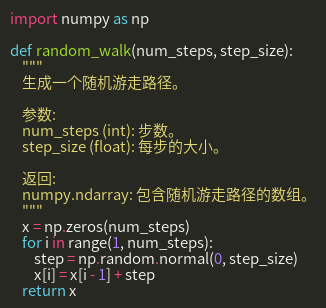 import numpy as np
def random_walk(num_steps, step_size):
"""
生成一个随机游走路径。
参数:
num_steps (int): 步数。
step_size (float): 每步的大小。
返回:
numpy.ndarray: 包含随机游走路径的数组。
"""
x = np.zeros(num_steps)
for i in range(1, num_steps):
step = np.random.normal(0, step_size)
x[i] = x[i - 1] + step
return x